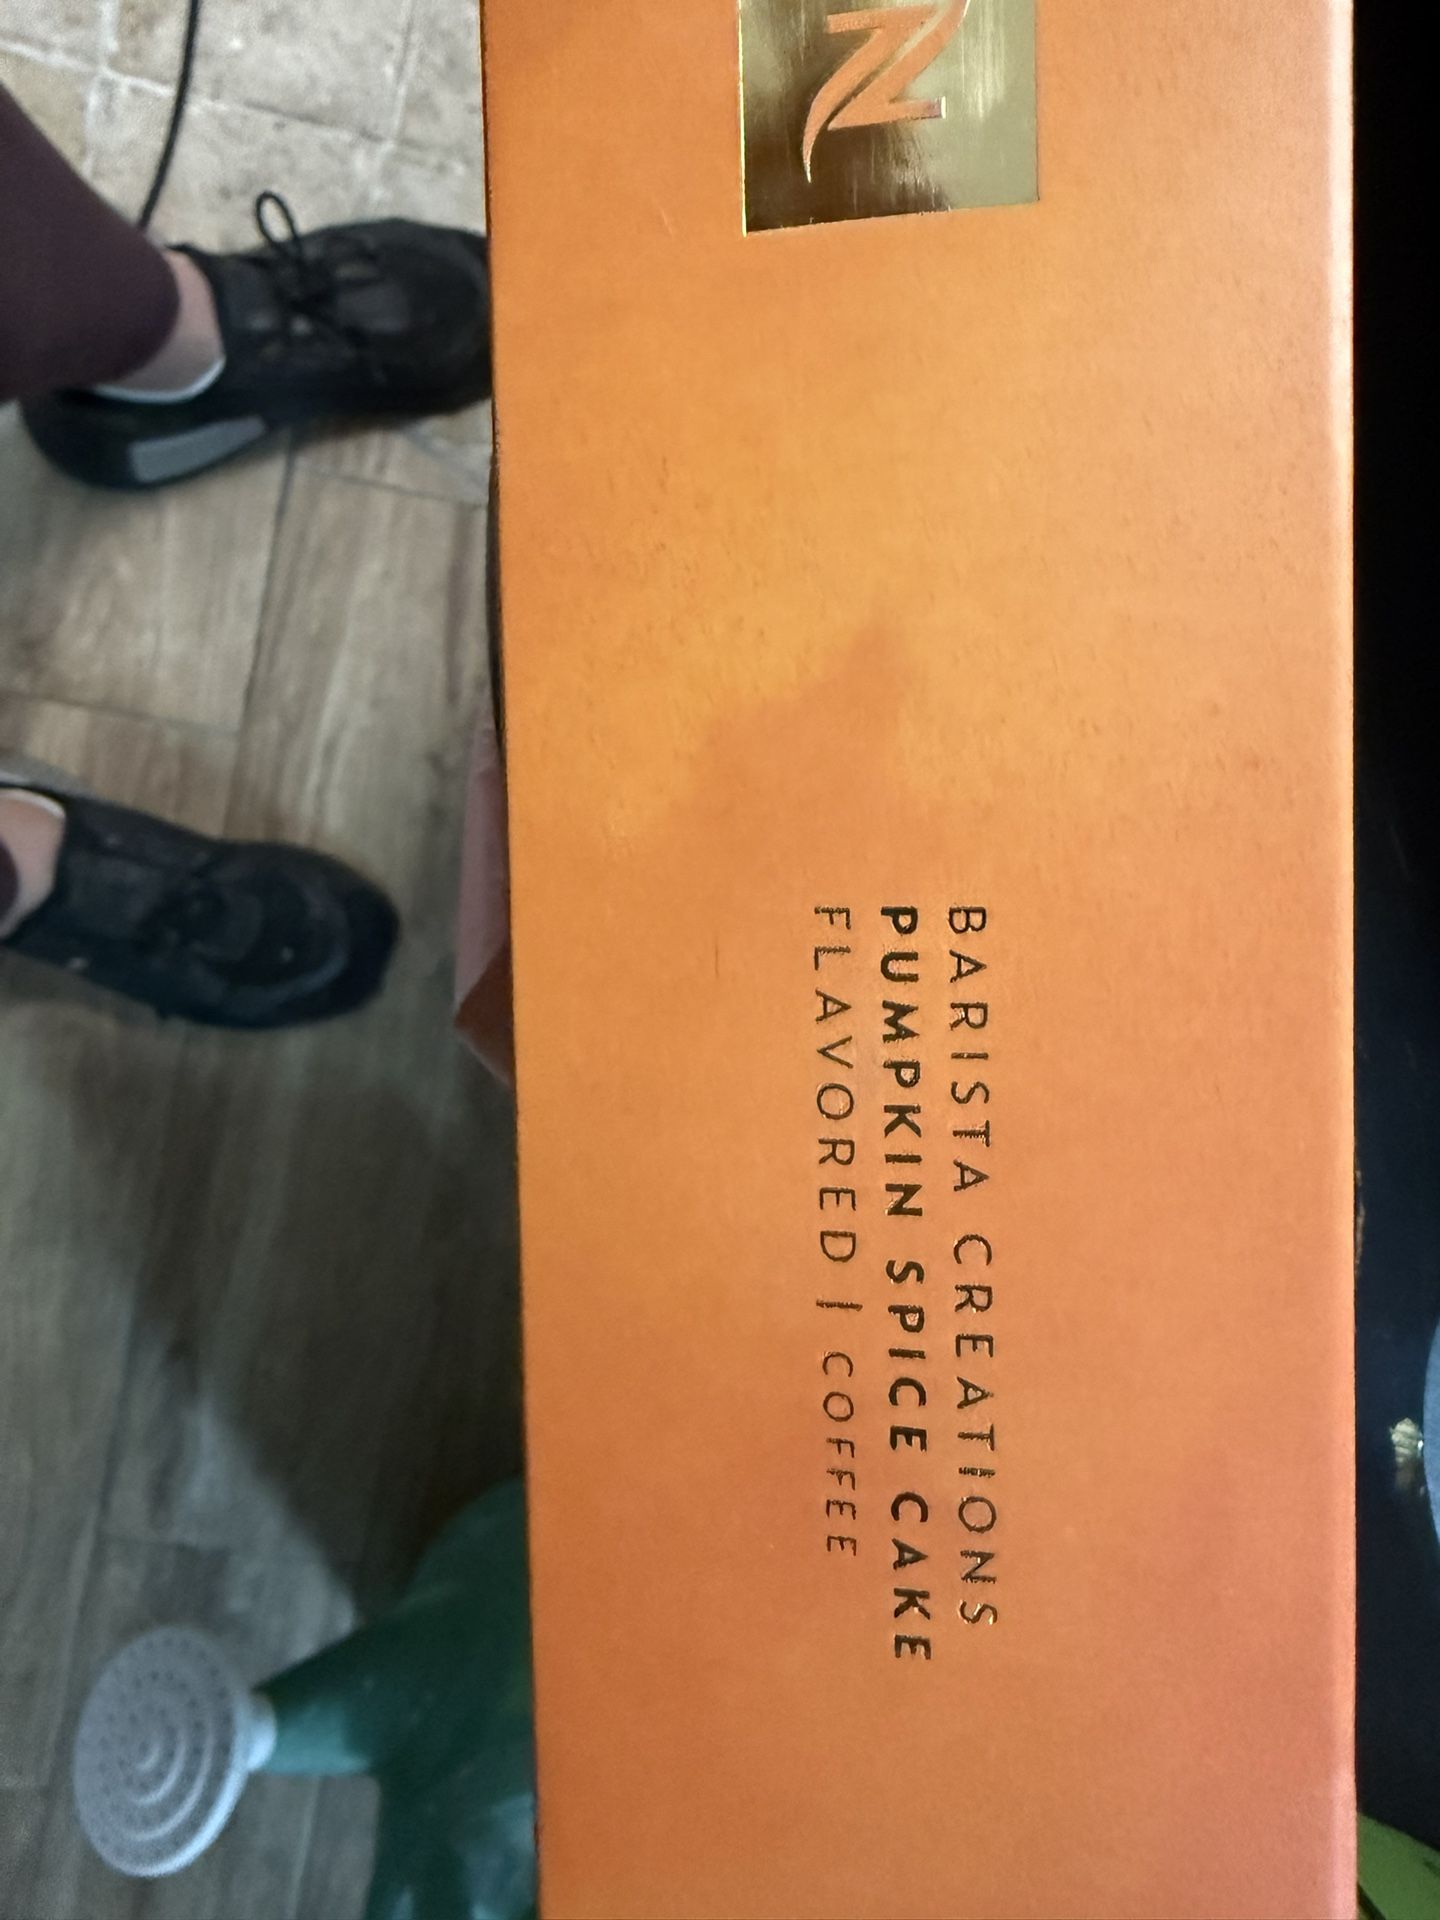 N
BARISTA CREATIONS
PUMPKIN SPICE CAKE
FLAVORED | COFFEE